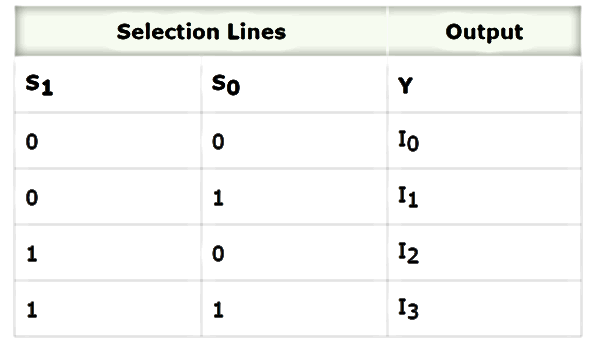 Selection Lines Output
S1 S0 Y
0 0 I0
0 1 I1
1 0 I2
1 1 I3